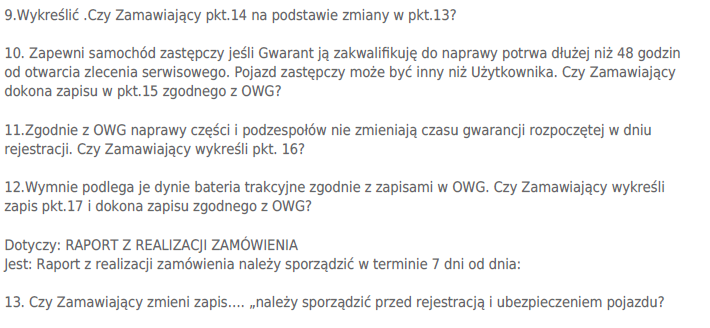 9.Wykreślić .Czy Zamawiający pkt.14 na podstawie zmiany w pkt.13?
10. Zapewni samochód zastępczy jeśli Gwarant ją zakwalifikuję do naprawy potrwa dłużej niż 48 godzin
od otwarcia zlecenia serwisowego. Pojazd zastępczy może być inny niż Użytkownika. Czy Zamawiający
dokona zapisu w pkt.15 zgodnego z OWG?
11.Zgodnie z OWG naprawy części i podzespołów nie zmieniają czasu gwarancji rozpoczętej w dniu
rejestracji. Czy Zamawiający wykreśli pkt. 16?
12.Wymnie podlega je dynie bateria trakcyjne zgodnie z zapisami w OWG. Czy Zamawiający wykreśli
zapis pkt.17 i dokona zapisu zgodnego z OWG?
Dotyczy: RAPORT Z REALIZACJI ZAMÓWIENIA
Jest: Raport z realizacji zamówienia należy sporządzić w terminie 7 dni od dnia:
13. Czy Zamawiający zmieni zapis.... „należy sporządzić przed rejestracją i ubezpieczeniem pojazdu?